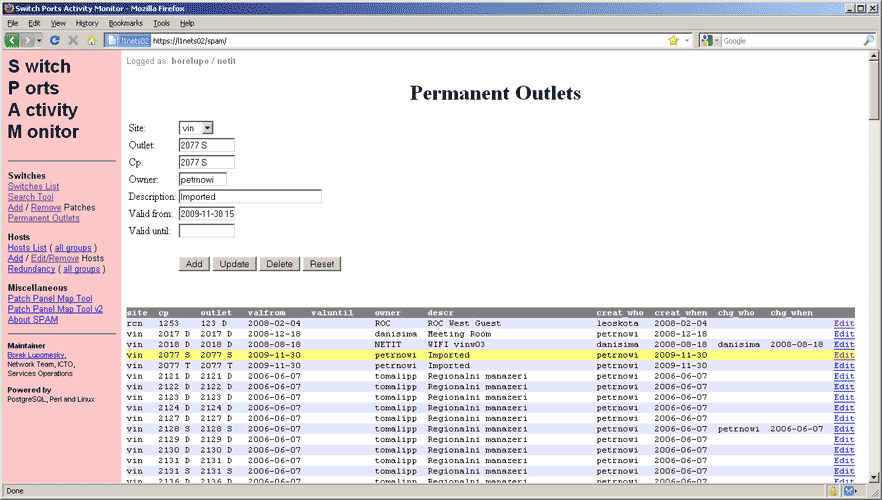 Switch Ports Activity Monitor - Mozilla Firefox
File Edit View History Bookmarks Tools Help
l1nets02 https://l1nets02/spam/
Google
S witch
P orts
A ctivity
M onitor
Switches
Switches List
Search Tool
Add / Remove Patches
Permanent Outlets
Hosts
Hosts List ( all groups )
Add / Edit/Remove Hosts
Redundancy ( all groups )
Miscellaneous
Patch Panel Map Tool
Patch Panel Map Tool v2
About SPAM
Maintainer
Borek Lupomesky,
Network Team, ICTO,
Services Operations
Powered by
PostgreSQL, Perl and Linux
Logged as: borelupo / netit
Permanent Outlets
Site: vin
Outlet: 2077 S
Cp: 2077 S
Owner: petrnowi
Description: Imported
Valid from: 2009-11-30 15
Valid until:
Add Update Delete Reset
site cp outlet valfrom valuntil owner descr creat_who creat_when chg_who chg_when
rcn 1253 123 D 2008-02-04 ROC ROC West Guest leoskota 2008-02-04 Edit
vin 2017 D 2017 D 2008-12-18 danisima Meeting Room petrnowi 2008-12-18 Edit
vin 2018 D 2018 D 2008-08-18 NETIT WIFI vinw03 danisima 2008-08-18 danisima 2008-08-18 Edit
vin 2077 S 2077 S 2009-11-30 petrnowi Imported petrnowi 2009-11-30 Edit
vin 2077 T 2077 T 2009-11-30 petrnowi Imported petrnowi 2009-11-30 Edit
vin 2121 D 2121 D 2006-06-07 tomalipp Regionalni manazeri petrnowi 2006-06-07 Edit
vin 2122 D 2122 D 2006-06-07 tomalipp Regionalni manazeri petrnowi 2006-06-07 Edit
vin 2123 D 2123 D 2006-06-07 tomalipp Regionalni manazeri petrnowi 2006-06-07 Edit
vin 2124 D 2124 D 2006-06-07 tomalipp Regionalni manazeri petrnowi 2006-06-07 Edit
vin 2127 D 2127 D 2006-06-07 tomalipp Regionalni manazeri petrnowi 2006-06-07 Edit
vin 2128 S 2128 S 2006-06-07 tomalipp Regionalni manazeri petrnowi 2006-06-07 petrnowi 2006-06-07 Edit
vin 2129 D 2129 D 2006-06-07 tomalipp Regionalni manazeri petrnowi 2006-06-07 Edit
vin 2130 D 2130 D 2006-06-07 tomalipp Regionalni manazeri petrnowi 2006-06-07 Edit
vin 2131 D 2131 D 2006-06-07 tomalipp Regionalni manazeri petrnowi 2006-06-07 Edit
vin 2131 S 2131 S 2006-06-07 tomalipp Regionalni manazeri petrnowi 2006-06-07 Edit
vin 2136 D 2136 D 2006-06-07 tomalipp Regionalni manazeri petrnowi 2006-06-07 Edit
Done